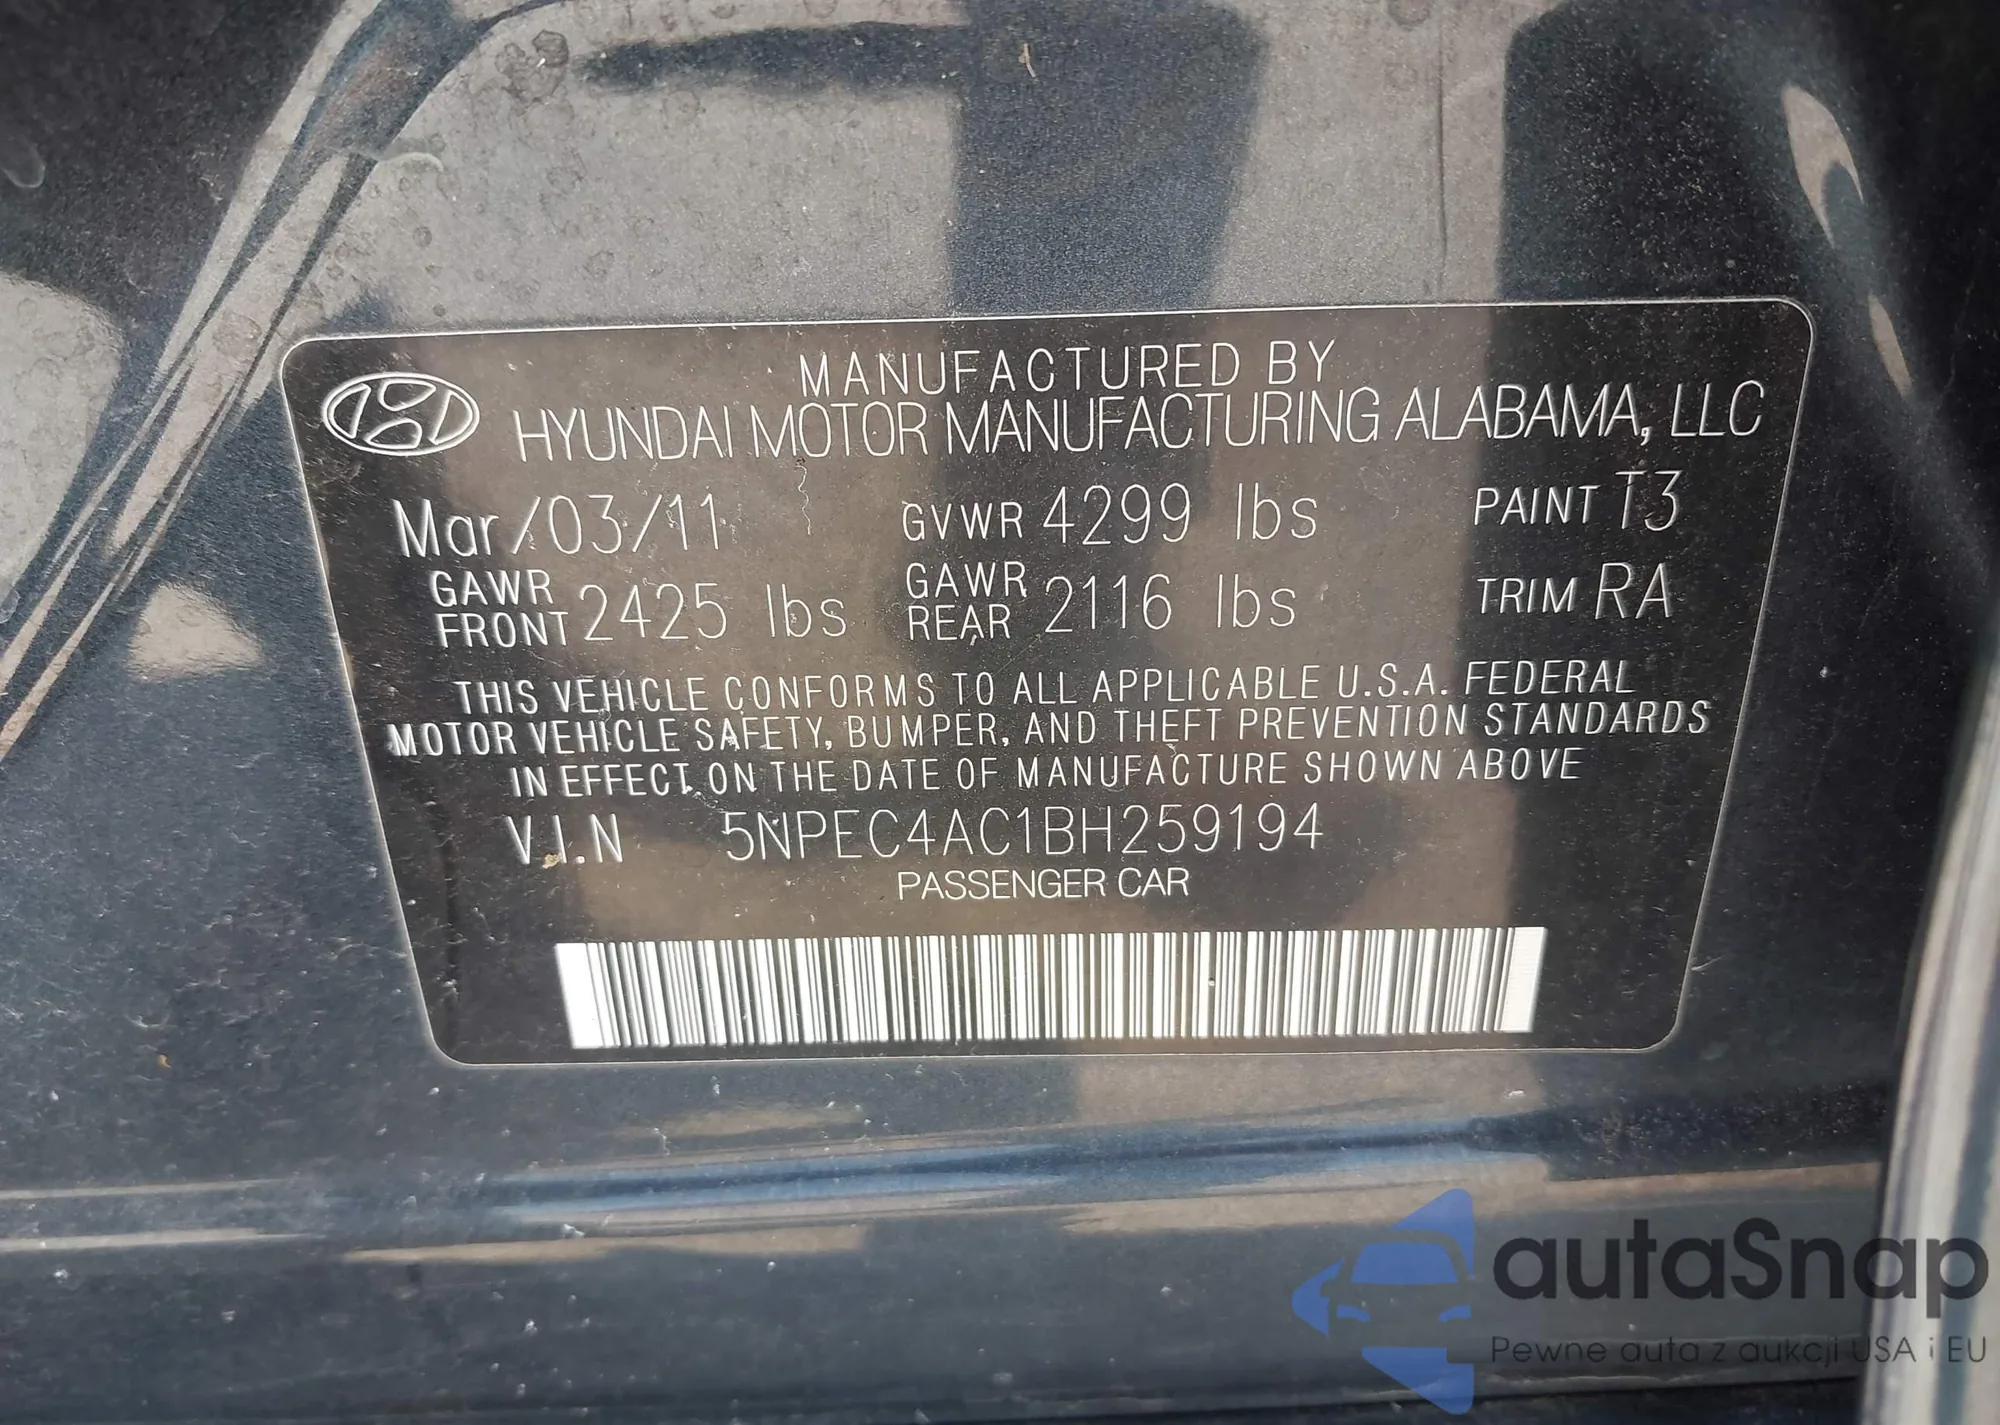 MANUFACTURED BY
HYUNDAI MOTOR MANUFACTURING ALABAMA, LLC
Mar/03/11 GVWR 4299 lbs PAINT T3
GAWR FRONT 2425 lbs GAWR REAR 2116 lbs TRIM RA
THIS VEHICLE CONFORMS TO ALL APPLICABLE U.S.A. FEDERAL
MOTOR VEHICLE SAFETY, BUMPER, AND THEFT PREVENTION STANDARDS
IN EFFECT ON THE DATE OF MANUFACTURE SHOWN ABOVE
V.I.N 5NPEC4AC1BH259194
PASSENGER CAR
autaSnap
Pewne auta z aukcji USA i EU